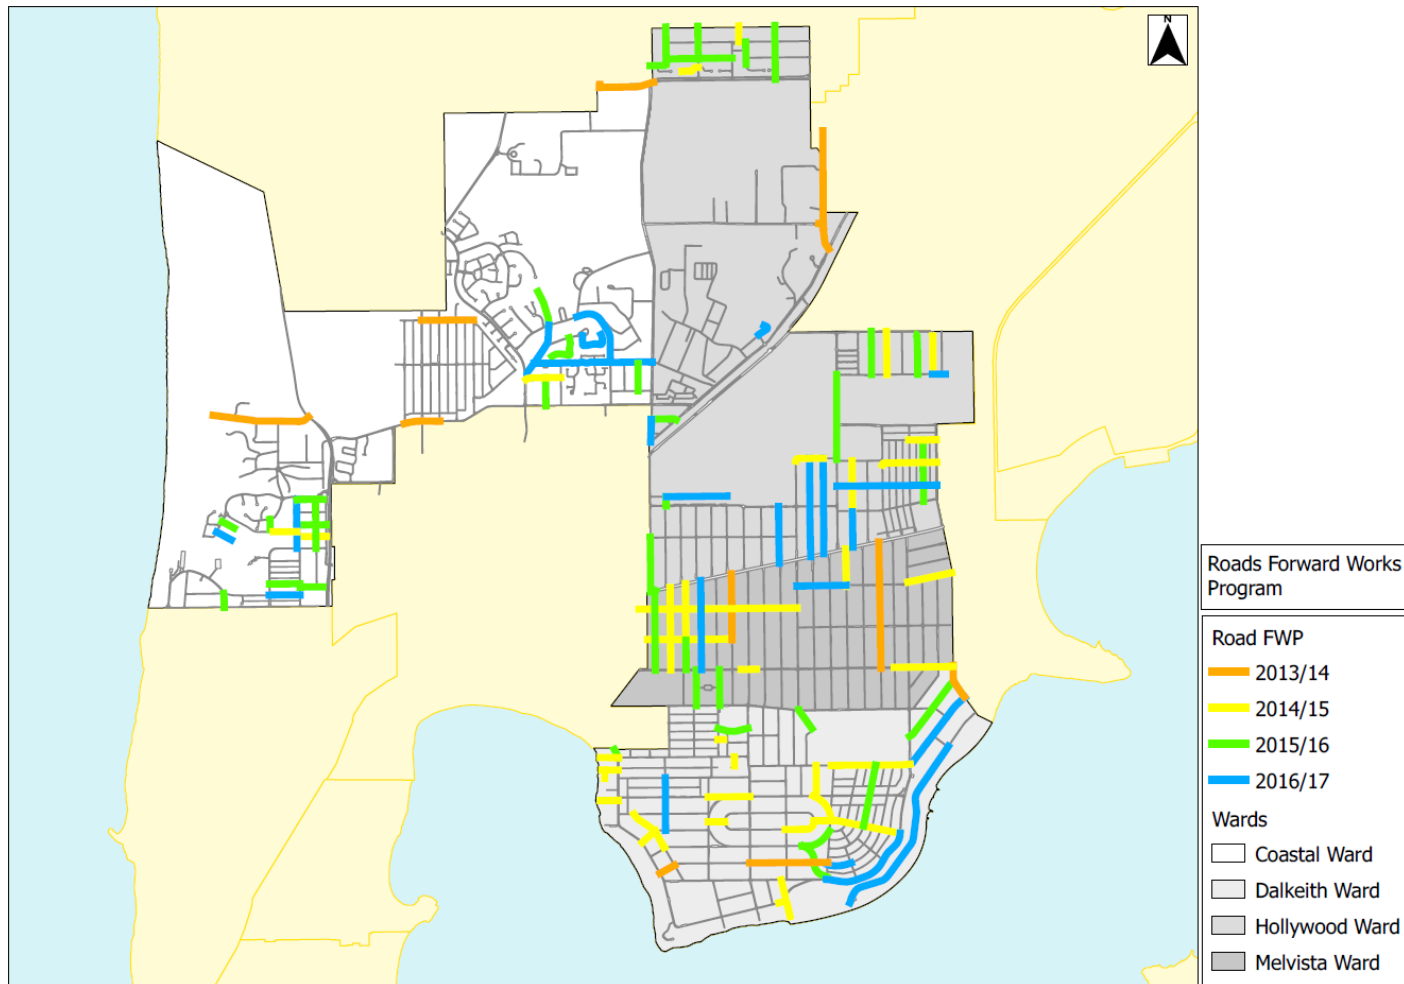 N
Roads Forward Works
Program
Road FWP
2013/14
2014/15
2015/16
2016/17
Wards
Coastal Ward
Dalkeith Ward
Hollywood Ward
Melvista Ward